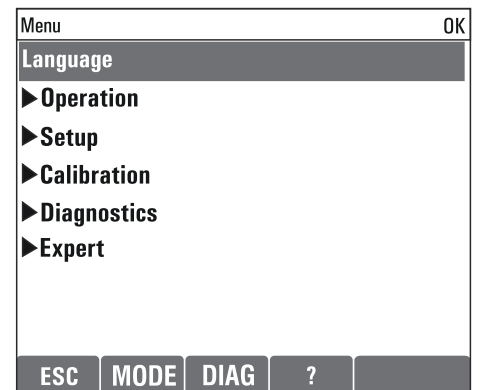 Menu OK
Language
▶Operation
▶Setup
▶Calibration
▶Diagnostics
▶Expert
ESC MODE DIAG ?